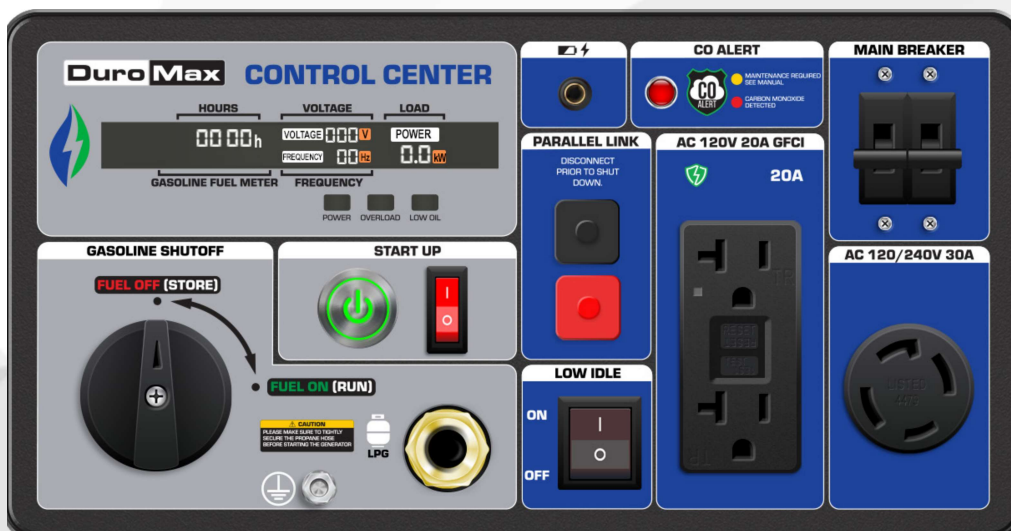 DuroMax CONTROL CENTER
HOURS VOLTAGE LOAD
00:00h VOLTAGE 000 V POWER
FREQUENCY 00 Hz 0.0 kW
GASOLINE FUEL METER FREQUENCY
POWER OVERLOAD LOW OIL
GASOLINE SHUTOFF
FUEL OFF (STORE)
FUEL ON (RUN)
START UP
I
O
⚠ CAUTION
PLEASE MAKE SURE TO TIGHTLY
SECURE THE PROPANE HOSE
BEFORE STARTING THE GENERATOR
LPG
CO ALERT
CO
ALERT
MAINTENANCE REQUIRED
SEE MANUAL
CARBON MONOXIDE
DETECTED
PARALLEL LINK
DISCONNECT
PRIOR TO SHUT
DOWN.
LOW IDLE
ON
I
O
OFF
AC 120V 20A GFCI
20A
TR
MAIN BREAKER
AC 120/240V 30A
LISTED